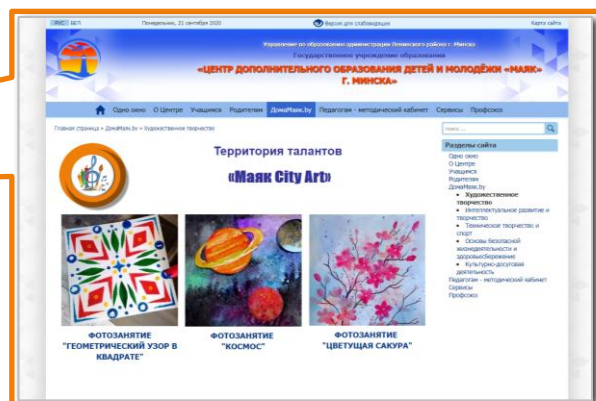 РУС БЕЛ
Понедельник, 21 сентября 2020
Версия для слабовидящих
Карта сайта
Управление по образованию администрации Ленинского района г. Минска
Государственное учреждение образования
«ЦЕНТР ДОПОЛНИТЕЛЬНОГО ОБРАЗОВАНИЯ ДЕТЕЙ И МОЛОДЁЖИ «МАЯК»
Г. МИНСКА»
Одно окно О Центре Учащимся Родителям ДомаМаяк.by Педагогам - методический кабинет Сервисы Профсоюз
Главная страница » ДомаМаяк.by » Художественное творчество
поиск ...
Территория талантов
«Маяк City Art»
ФОТОЗАНЯТИЕ
"ГЕОМЕТРИЧЕСКИЙ УЗОР В
КВАДРАТЕ"
ФОТОЗАНЯТИЕ
"КОСМОС"
ФОТОЗАНЯТИЕ
"ЦВЕТУЩАЯ САКУРА"
Разделы сайта
Одно окно
О Центре
Учащимся
Родителям
ДомаМаяк.by
• Художественное
творчество
• Интеллектуальное развитие и
творчество
• Техническое творчество и
спорт
• Основы безопасной
жизнедеятельности и
здоровьесбережение
• Культурно-досуговая
деятельность
Педагогам - методический кабинет
Сервисы
Профсоюз